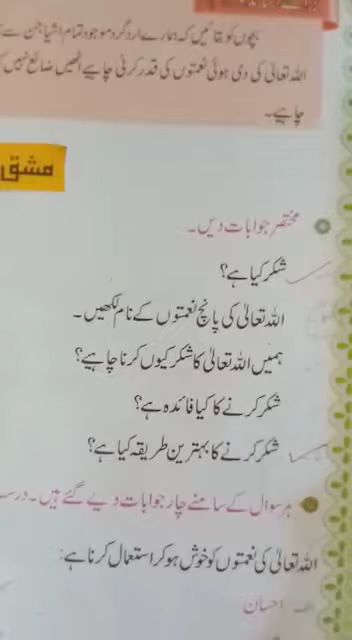 بچوں کو بتائیں کہ ہمارے ارد گرد موجود تمام اشیا جن سے
اللہ تعالیٰ کی دی ہوئی نعمتوں کی قدر کرنی چاہیے انھیں ضائع نہیں
چاہیے۔
مشق
مختصر جوابات دیں۔
شکر کیا ہے؟
اللہ تعالیٰ کی پانچ نعمتوں کے نام لکھیں۔
ہمیں اللہ تعالیٰ کا شکر کیوں کرنا چاہیے؟
شکر کرنے کا کیا فائدہ ہے؟
شکر کرنے کا بہترین طریقہ کیا ہے؟
ہر سوال کے سامنے چار جوابات دیے گئے ہیں۔
اللہ تعالیٰ کی نعمتوں کو خوش ہو کر استعمال کرنا ہے:
الف احسان